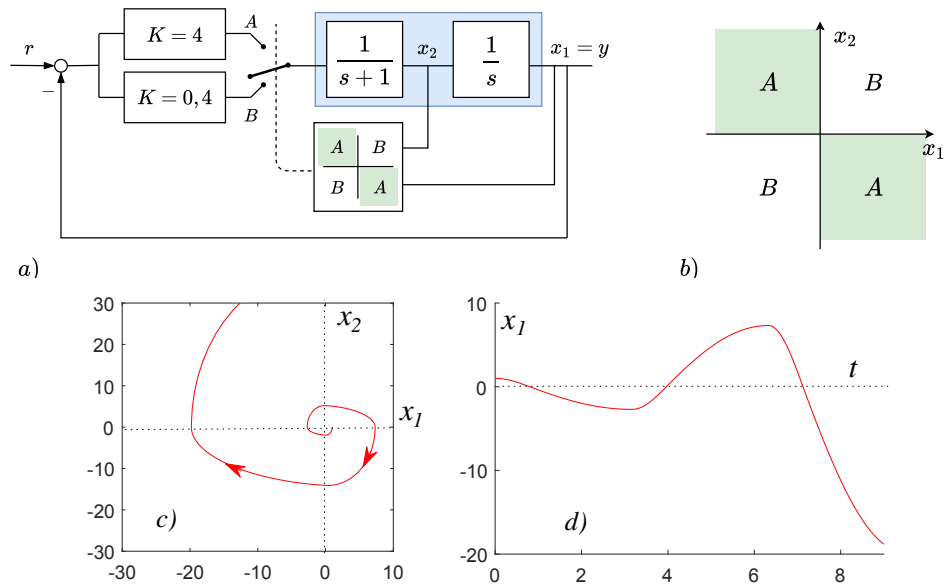 r
−
K = 4
K = 0,4
A
B
1
s + 1
x2
1
s
x1 = y
A B
B A
a)
x2
A B
x1
B A
b)
30
20
10
0
-10
-20
-30
-30 -20 -10 0 10
x2
x1
c)
10
0
-10
-20
0 2 4 6 8
x1
t
d)